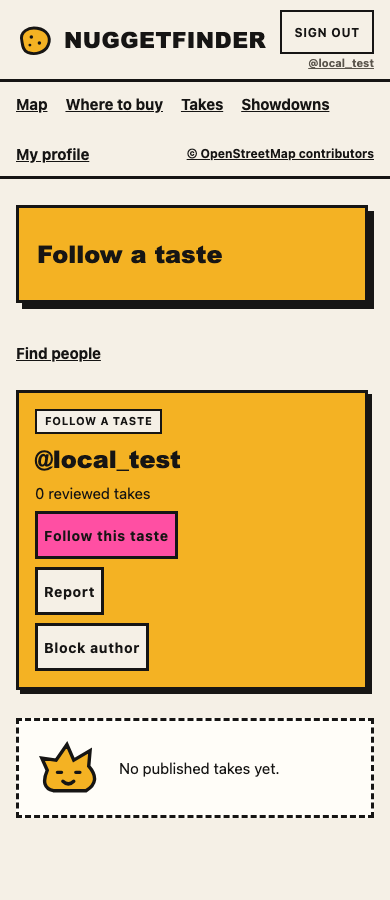 NUGGETFINDER
SIGN OUT
@local_test
Map Where to buy Takes Showdowns
My profile © OpenStreetMap contributors
Follow a taste
Find people
FOLLOW A TASTE
@local_test
0 reviewed takes
Follow this taste
Report
Block author
No published takes yet.